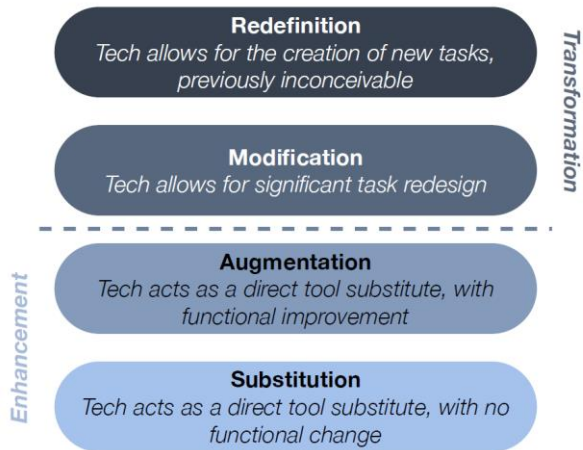 Redefinition
Tech allows for the creation of new tasks,
previously inconceivable
Transformation
Modification
Tech allows for significant task redesign
Augmentation
Tech acts as a direct tool substitute, with
functional improvement
Enhancement
Substitution
Tech acts as a direct tool substitute, with no
functional change